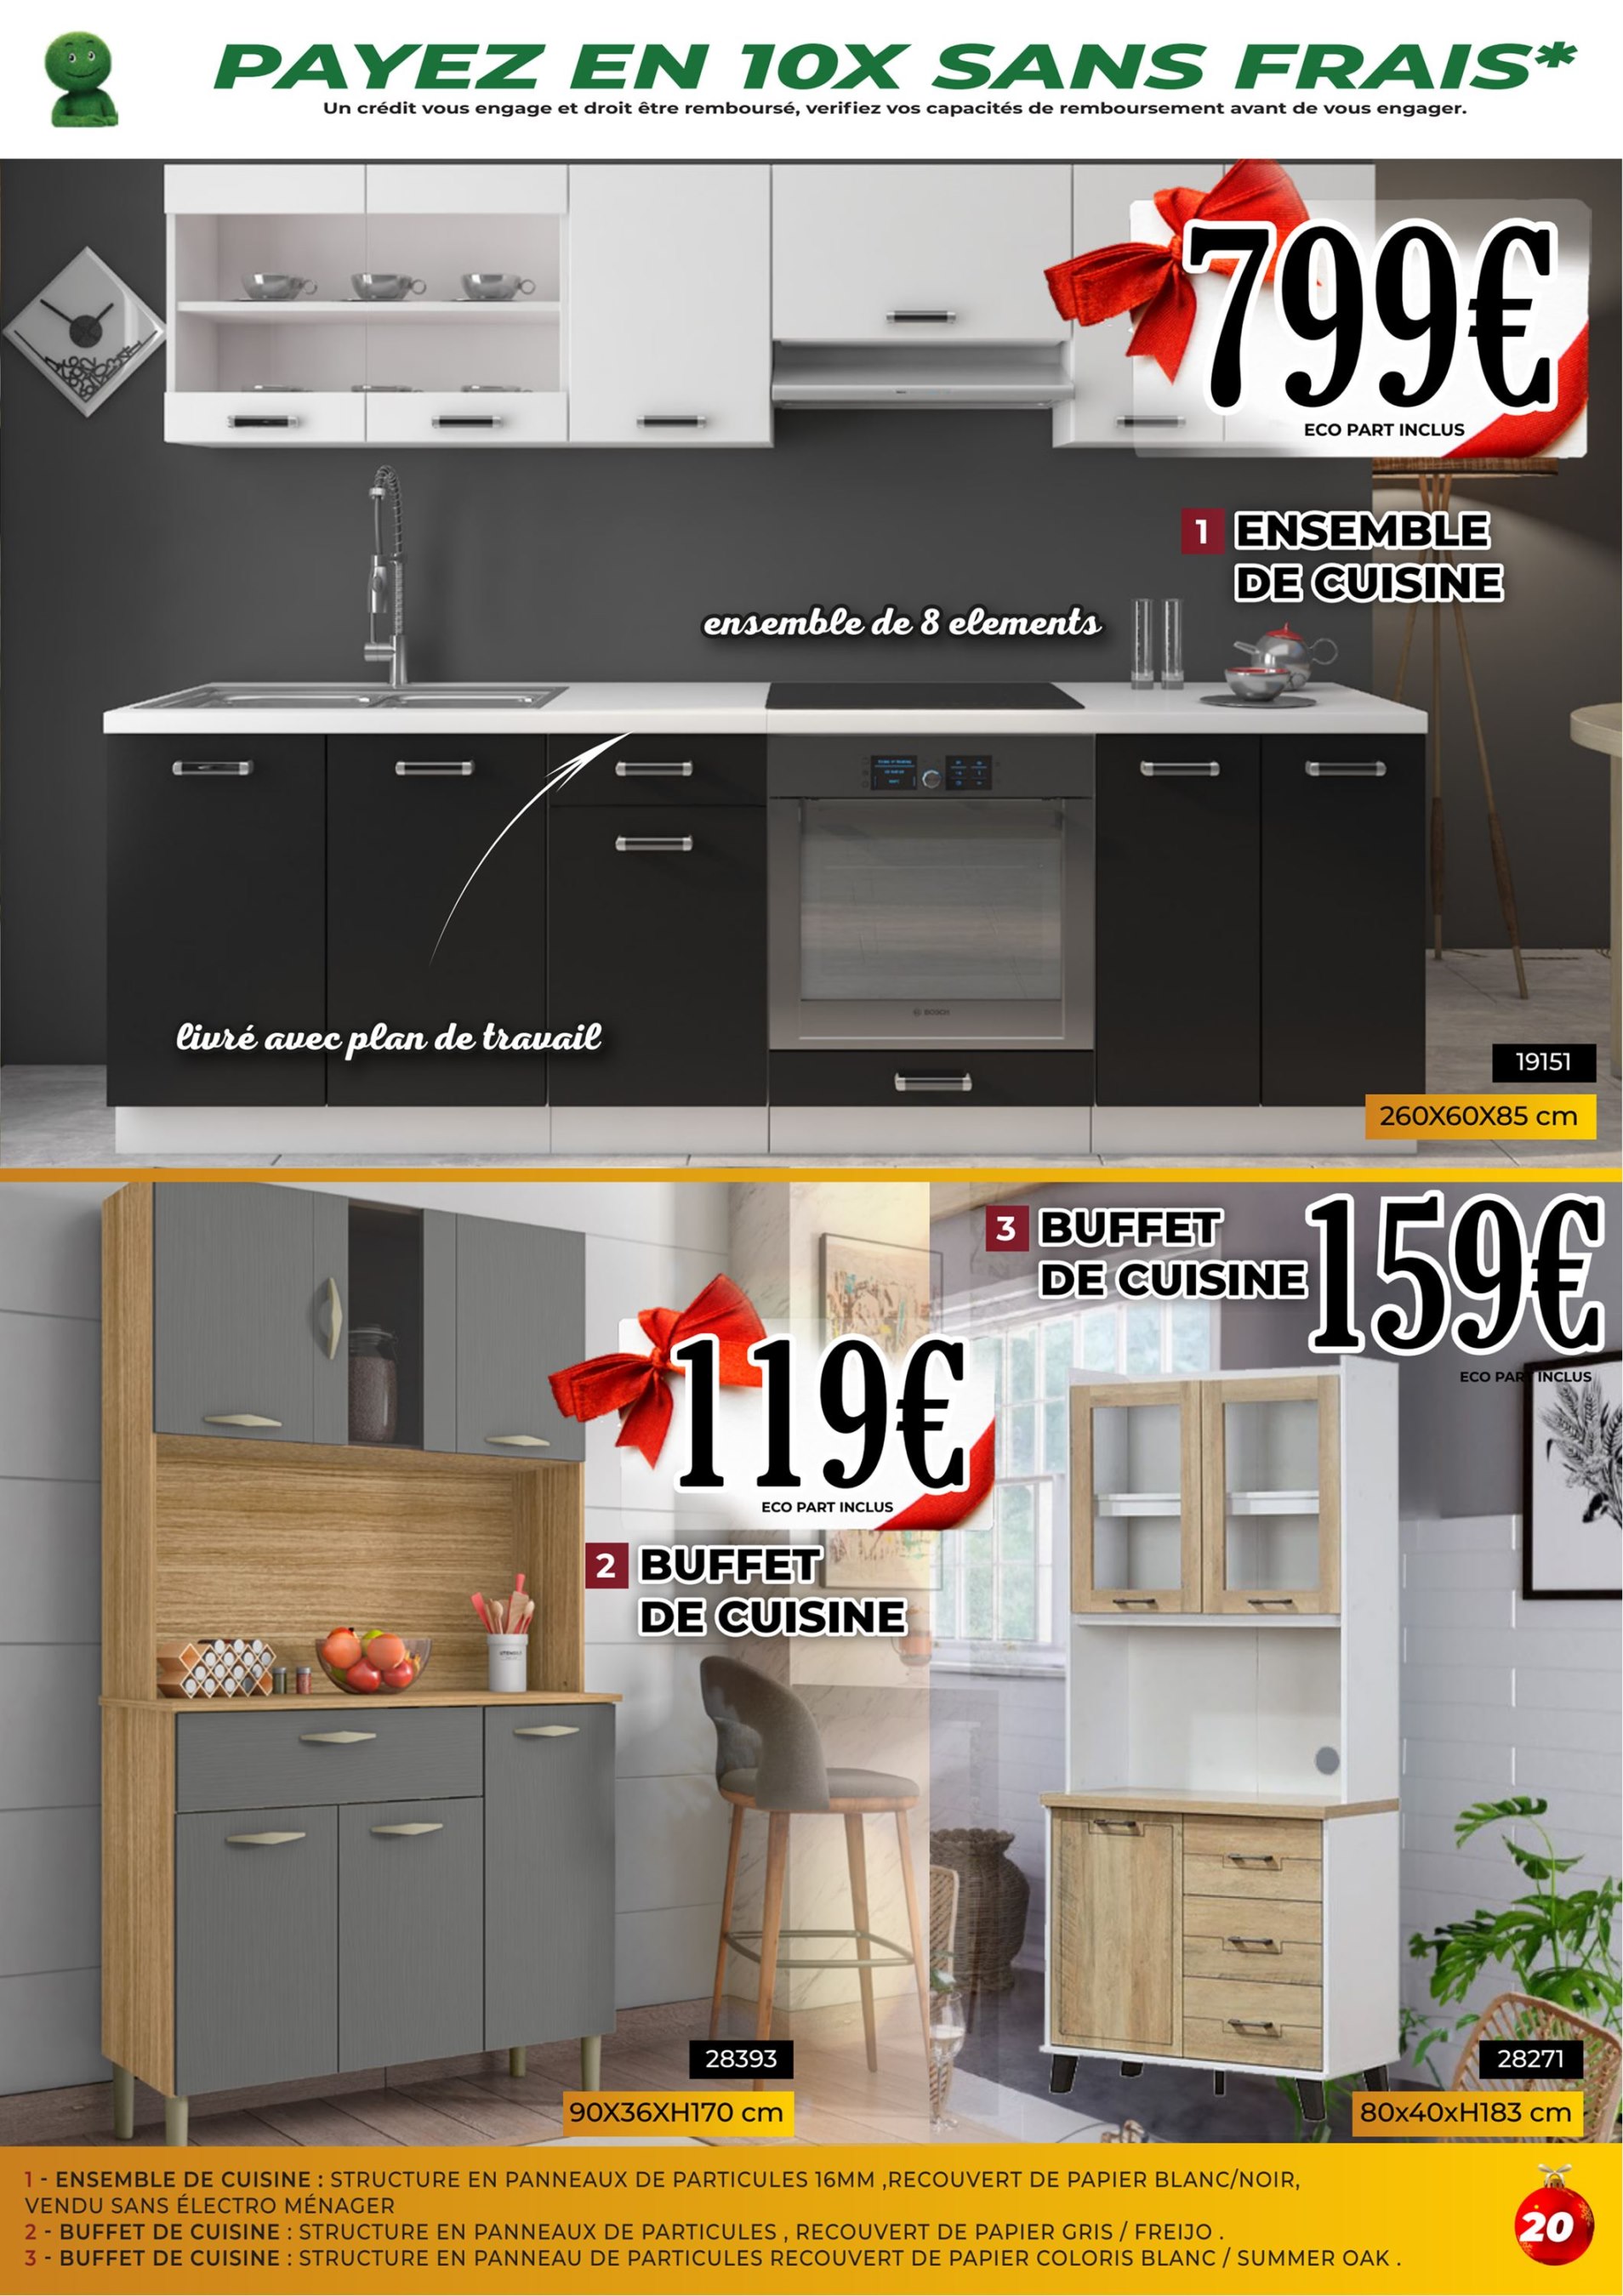 PAYEZ EN 10X SANS FRAIS*
Un crédit vous engage et droit être remboursé, verifiez vos capacités de remboursement avant de vous engager.
799€
ECO PART INCLUS
1 ENSEMBLE
DE CUISINE
ensemble de 8 elements
BOSCH
livré avec plan de travail
19151
260X60X85 cm
3 BUFFET
DE CUISINE
159€
ECO PART INCLUS
119€
ECO PART INCLUS
2 BUFFET
DE CUISINE
28393
90X36XH170 cm
28271
80x40xH183 cm
1 - ENSEMBLE DE CUISINE : STRUCTURE EN PANNEAUX DE PARTICULES 16MM ,RECOUVERT DE PAPIER BLANC/NOIR,
VENDU SANS ÉLECTRO MÉNAGER
2 - BUFFET DE CUISINE : STRUCTURE EN PANNEAUX DE PARTICULES , RECOUVERT DE PAPIER GRIS / FREIJO .
3 - BUFFET DE CUISINE : STRUCTURE EN PANNEAU DE PARTICULES RECOUVERT DE PAPIER COLORIS BLANC / SUMMER OAK .
20